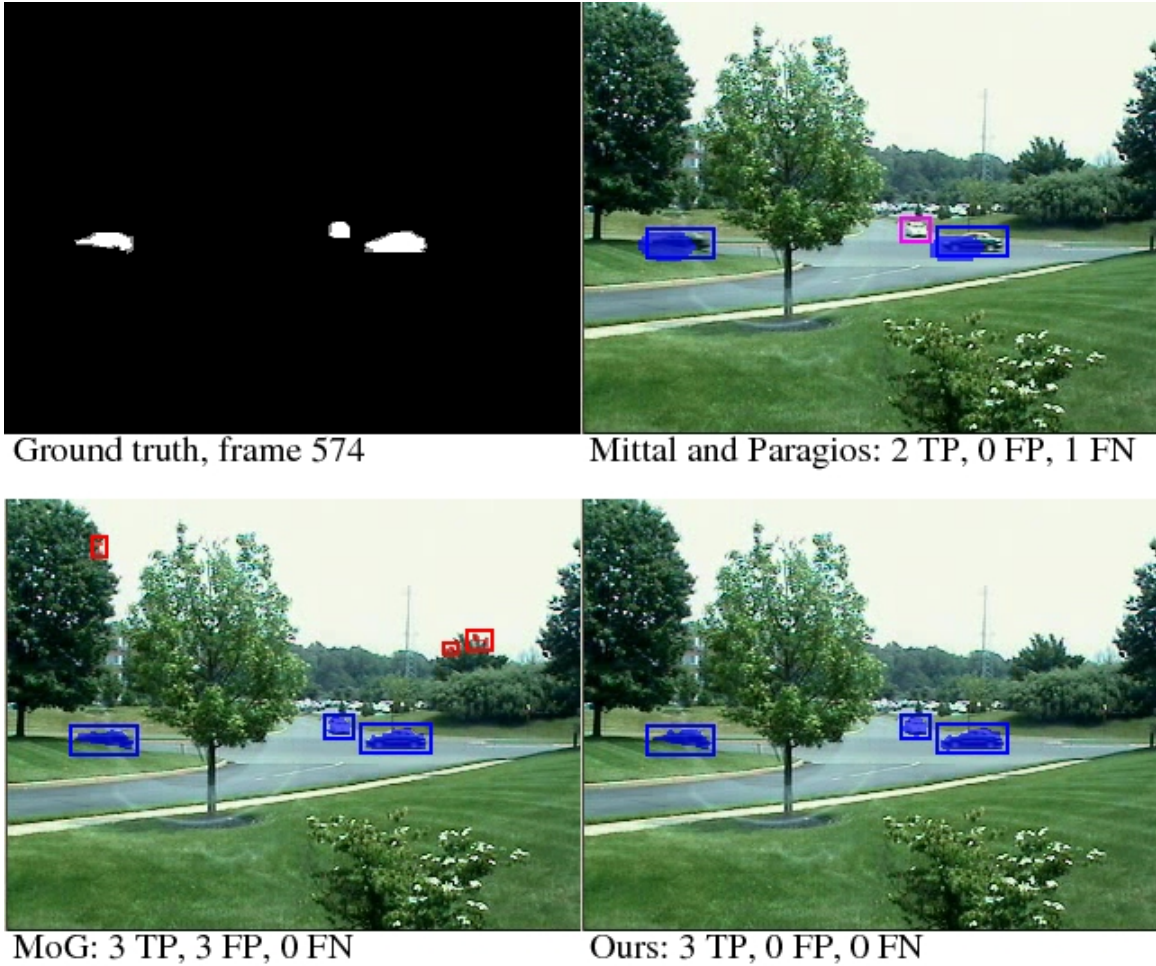 Ground truth, frame 574
Mittal and Paragios: 2 TP, 0 FP, 1 FN
MoG: 3 TP, 3 FP, 0 FN
Ours: 3 TP, 0 FP, 0 FN